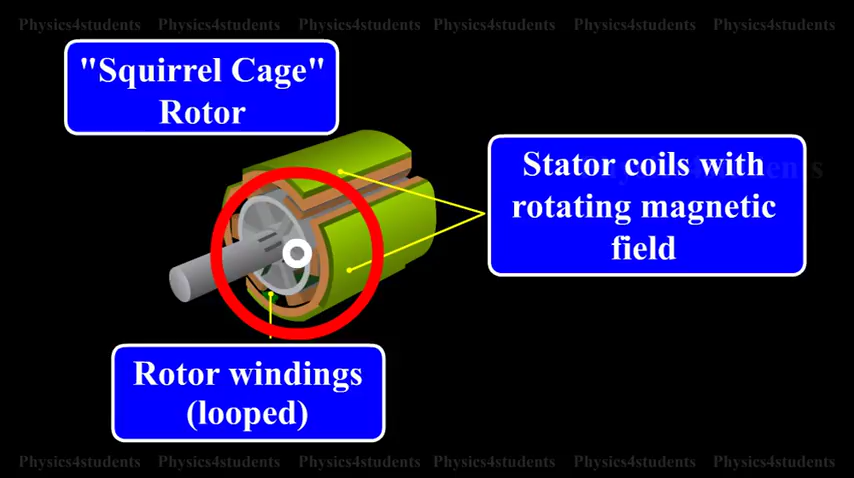 Physics4students Physics4students Physics4students Physics4students Physics4students Physics4students
"Squirrel Cage"
Rotor
Stator coils with
rotating magnetic
field
Rotor windings
(looped)
Physics4students Physics4students Physics4students Physics4students Physics4students Physics4students